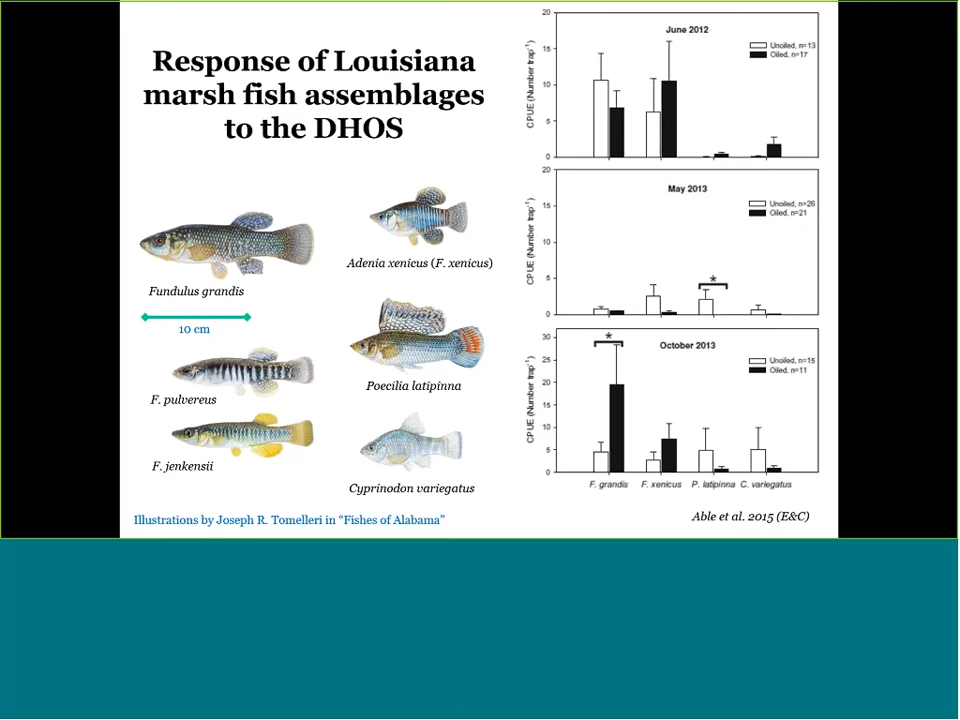 Response of Louisiana
marsh fish assemblages
to the DHOS
Fundulus grandis
10 cm
F. pulvereus
F. jenkensii
Adenia xenicus (F. xenicus)
Poecilia latipinna
Cyprinodon variegatus
Illustrations by Joseph R. Tomelleri in “Fishes of Alabama”
June 2012
Unoiled, n=13
Oiled, n=17
CPUE (Number trap⁻¹)
20
15
10
5
0
May 2013
Unoiled, n=26
Oiled, n=21
CPUE (Number trap⁻¹)
20
15
10
5
0
*
October 2013
Unoiled, n=15
Oiled, n=11
CPUE (Number trap⁻¹)
30
25
20
15
10
5
0
*
F. grandis F. xenicus P. latipinna C. variegatus
Able et al. 2015 (E&C)